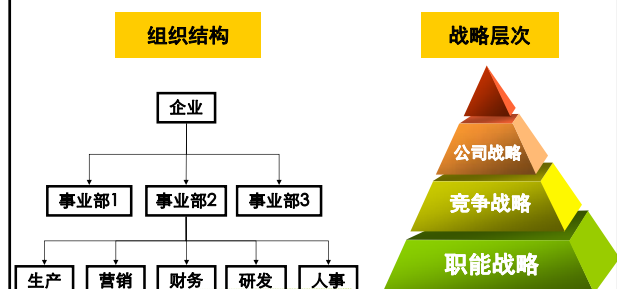 组织结构
战略层次
企业
事业部1
事业部2
事业部3
生产
营销
财务
研发
人事
公司战略
竞争战略
职能战略